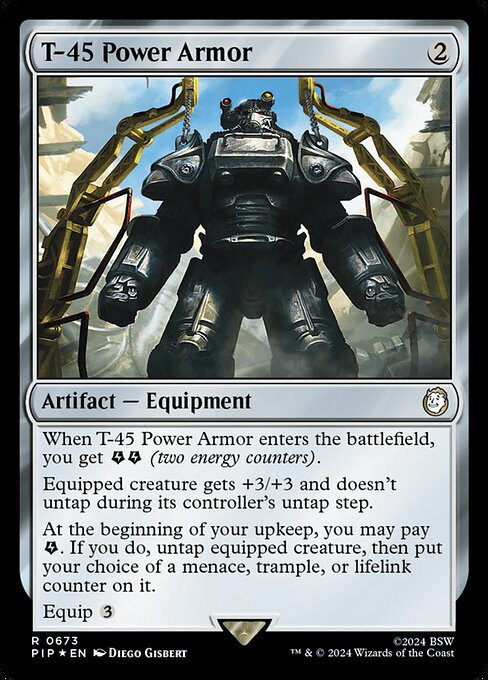 T-45 Power Armor 2
Artifact — Equipment
When T-45 Power Armor enters the battlefield,
you get (two energy counters).
Equipped creature gets +3/+3 and doesn't
untap during its controller's untap step.
At the beginning of your upkeep, you may pay
. If you do, untap equipped creature, then put
your choice of a menace, trample, or lifelink
counter on it.
Equip 3
R 0673
PIP ★ EN Diego Gisbert
©2024 BSW
™ & © 2024 Wizards of the Coast